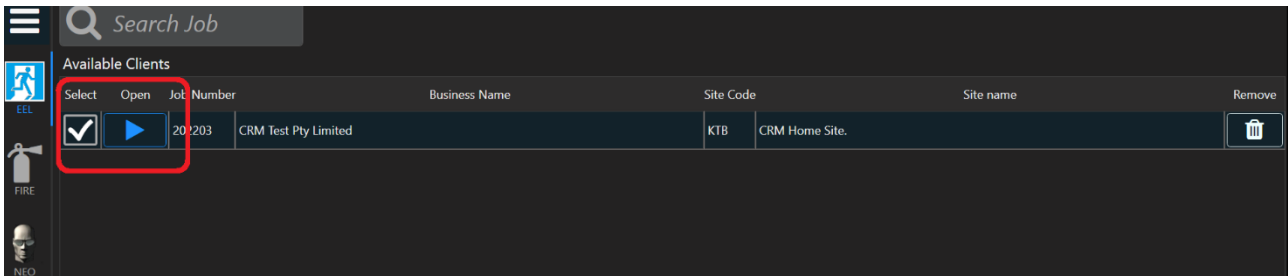 Search Job
Available Clients
Select Open Job Number Business Name Site Code Site name Remove
202203 CRM Test Pty Limited KTB CRM Home Site.
EEL
FIRE
NEO